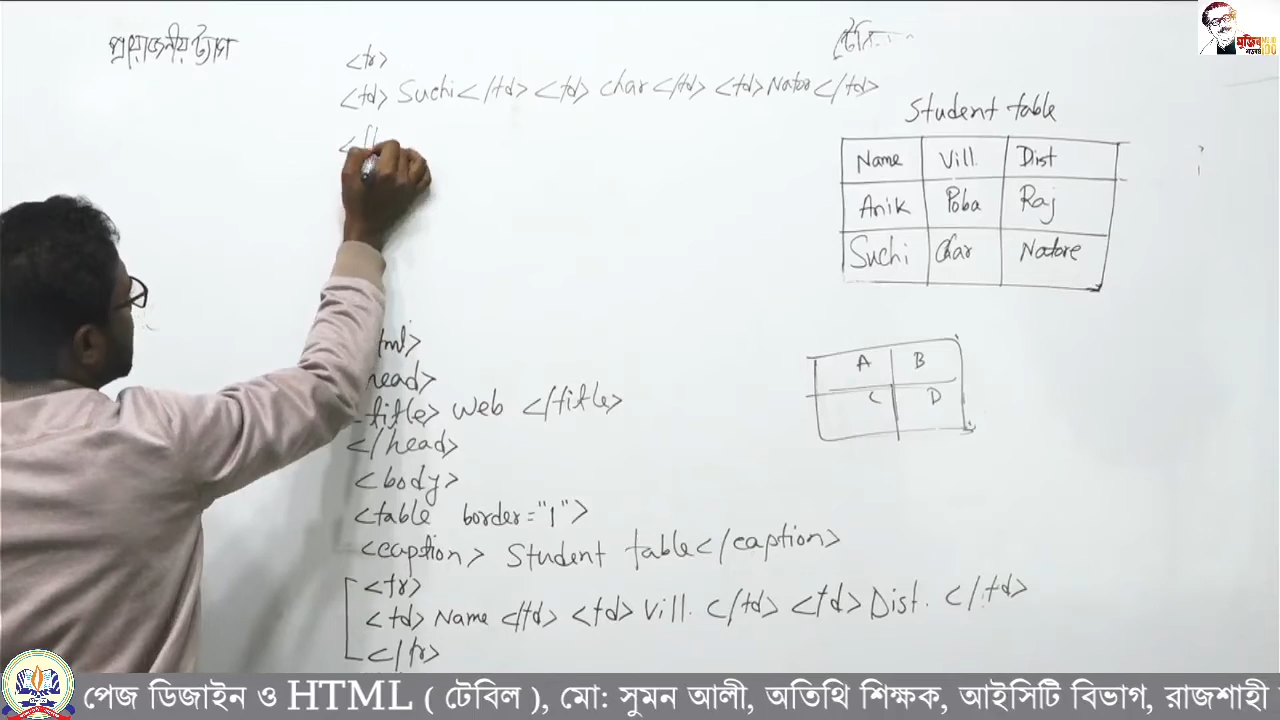 প্রয়োজনীয় ট্যাগ
<tr>
<td> Suchi </td> <td> char </td> <td> Nator </td>
Student table
Name Vill. Dist
Anik Poba Raj
Suchi Char Natore
A B
C D
html>
head>
title> Web </title>
</head>
<body>
<table border="1">
<caption> Student table </caption>
<tr>
<td> Name </td> <td> Vill. </td> <td> Dist. </td>
</tr>
পেজ ডিজাইন ও HTML ( টেবিল ), মো: সুমন আলী, অতিথি শিক্ষক, আইসিটি বিভাগ, রাজশাহী